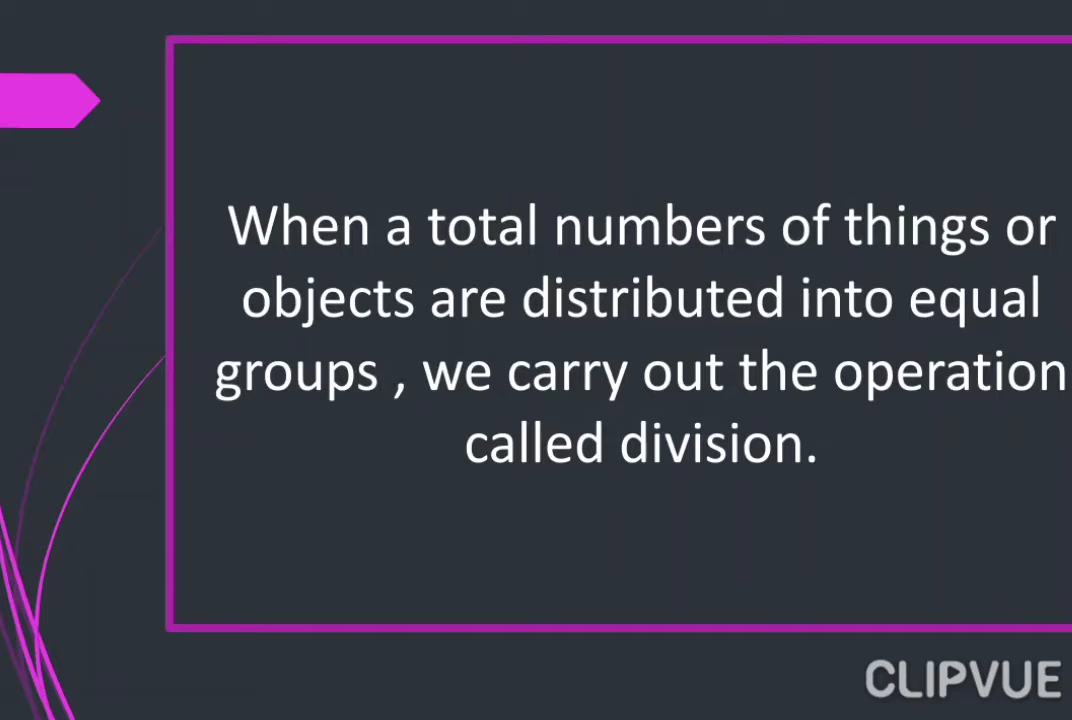 When a total numbers of things or
objects are distributed into equal
groups , we carry out the operation
called division.
CLIPVUE